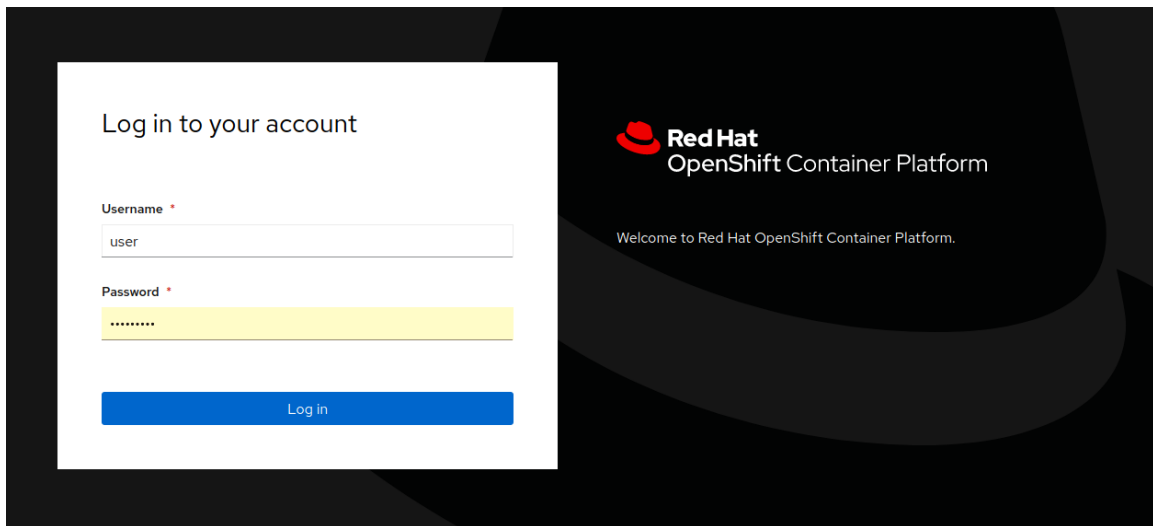 Log in to your account
Username *
user
Password *
•••••••••
Log in
Red Hat
OpenShift Container Platform
Welcome to Red Hat OpenShift Container Platform.